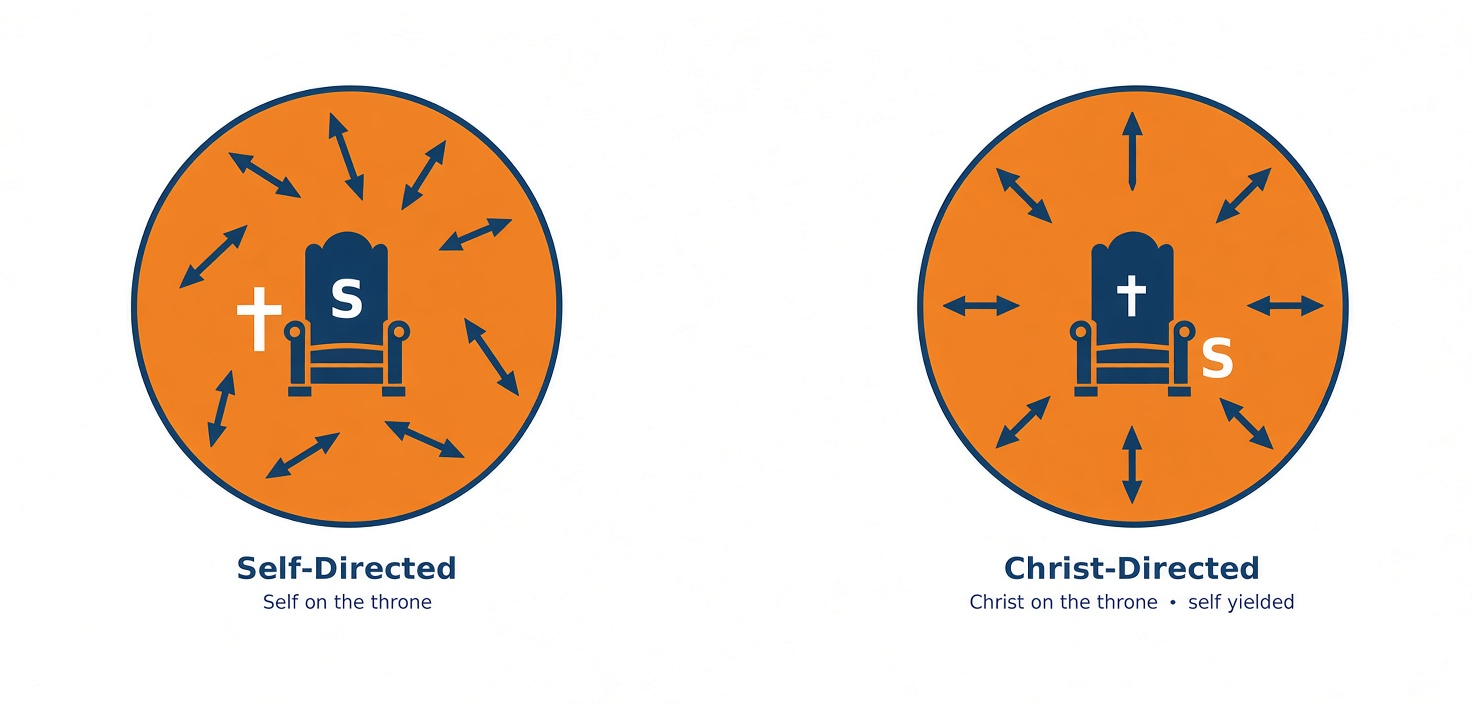 S
S
Self-Directed
Self on the throne
Christ-Directed
Christ on the throne • self yielded